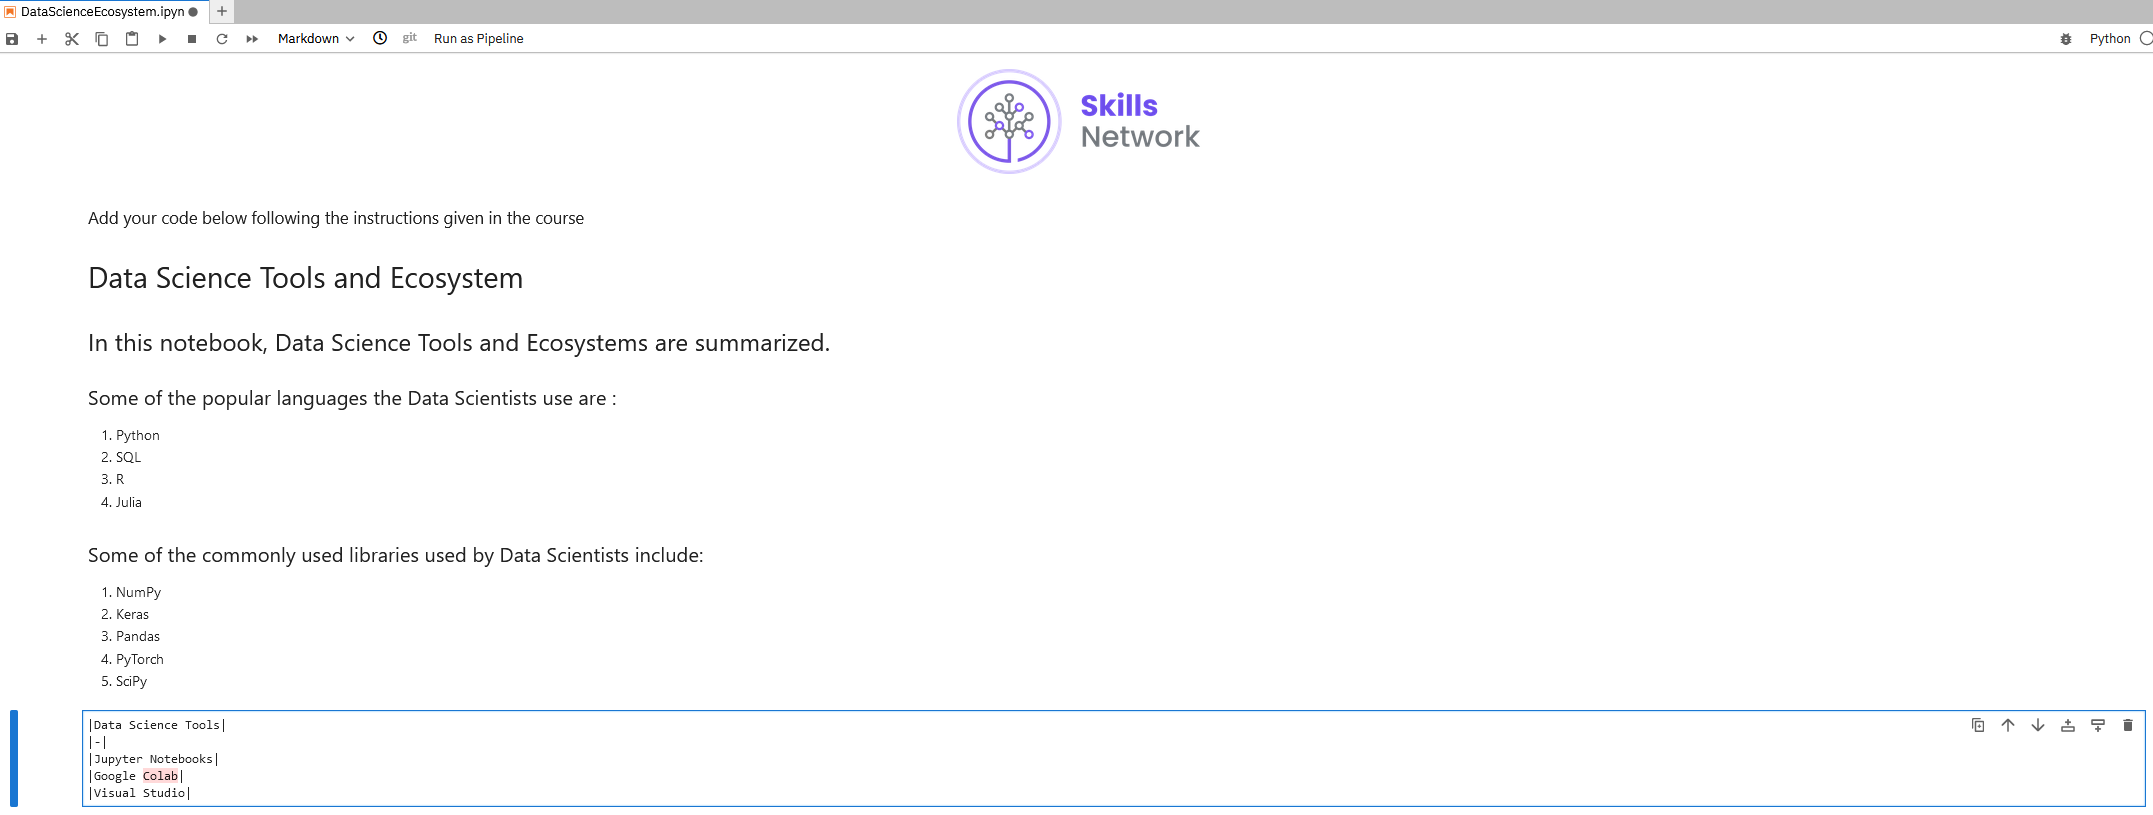 DataScienceEcosystem.ipyn
Markdown git Run as Pipeline Python
Skills
Network
Add your code below following the instructions given in the course
Data Science Tools and Ecosystem
In this notebook, Data Science Tools and Ecosystems are summarized.
Some of the popular languages the Data Scientists use are :
1. Python
2. SQL
3. R
4. Julia
Some of the commonly used libraries used by Data Scientists include:
1. NumPy
2. Keras
3. Pandas
4. PyTorch
5. SciPy
|Data Science Tools|
|-|
|Jupyter Notebooks|
|Google Colab|
|Visual Studio|